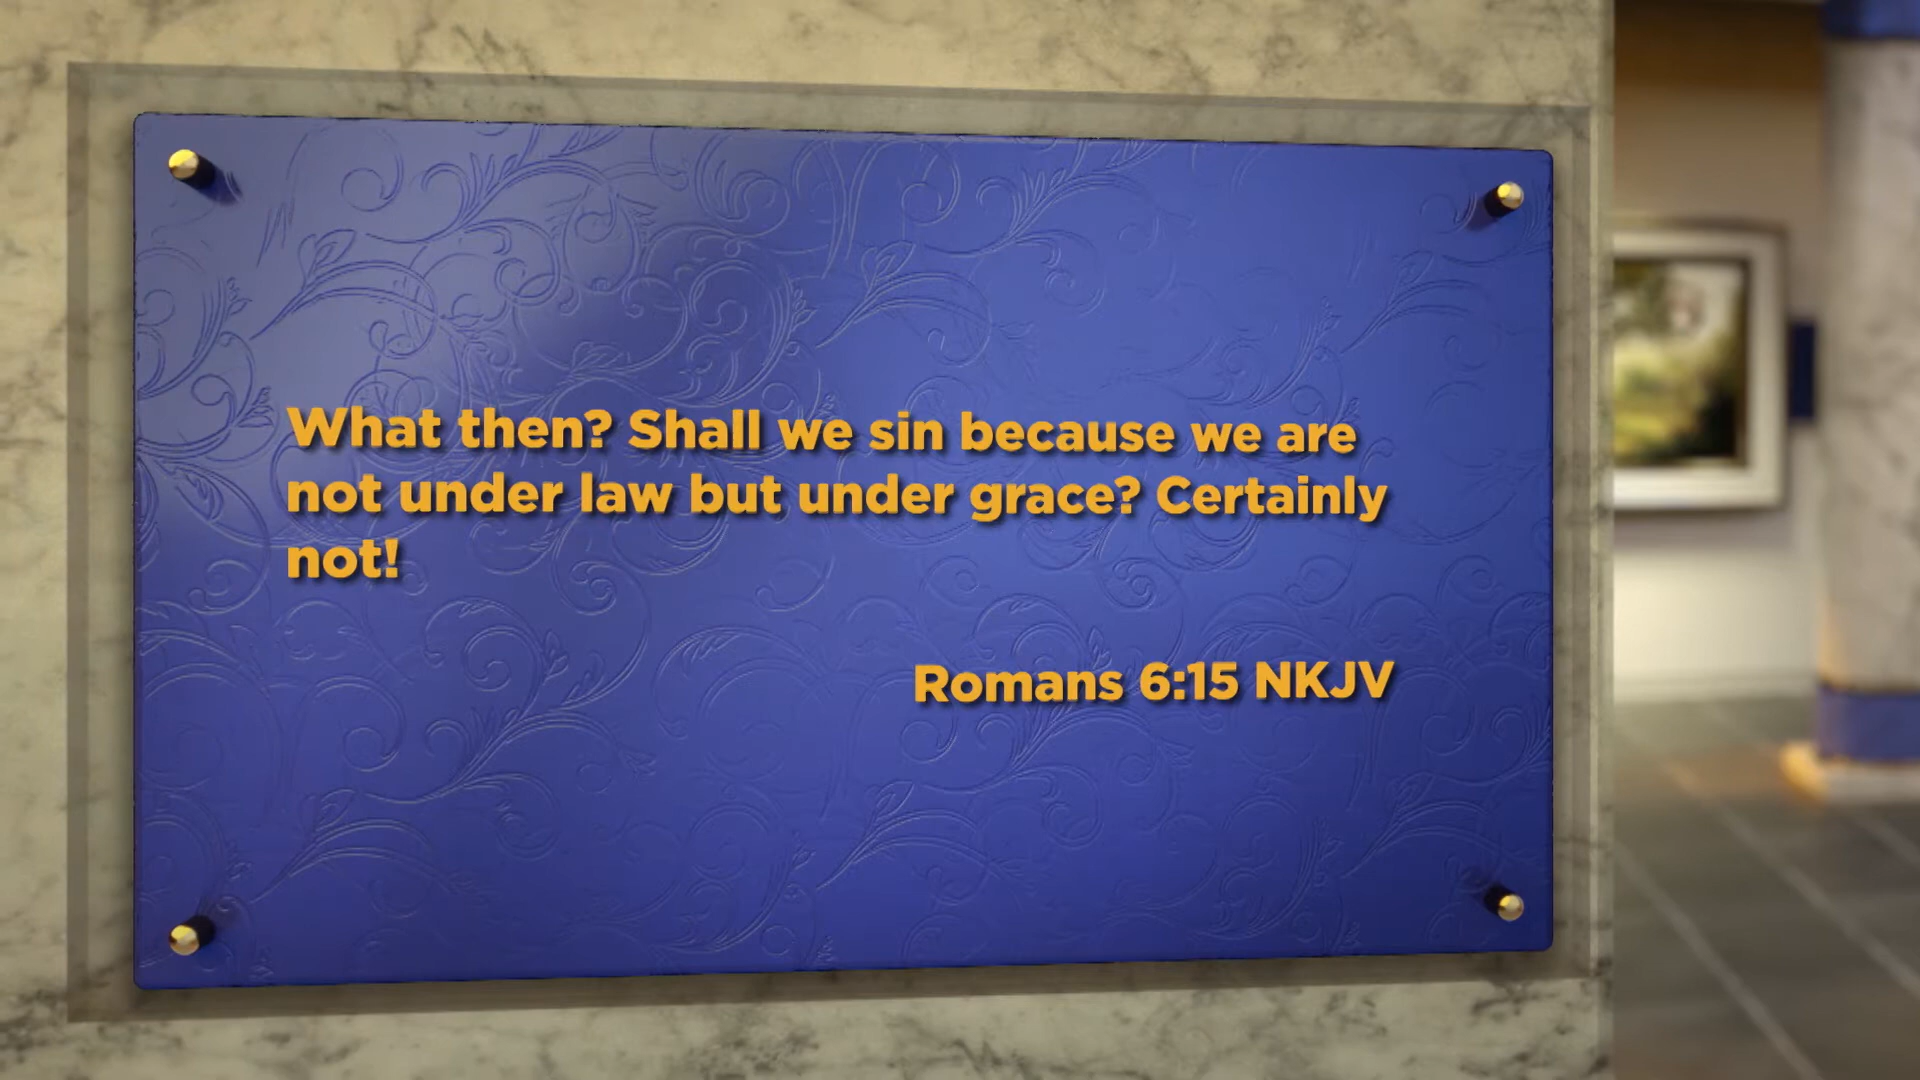 What then? Shall we sin because we are
not under law but under grace? Certainly
not!
Romans 6:15 NKJV